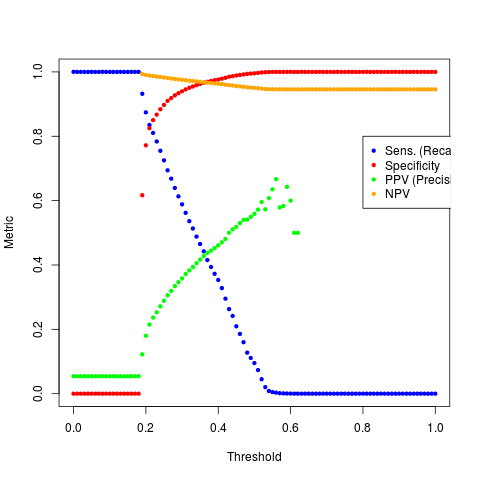 1.0
0.8
0.6
0.4
0.2
0.0
Metric
Sens. (Reca
Specificity
PPV (Precisi
NPV
0.0 0.2 0.4 0.6 0.8 1.0
Threshold